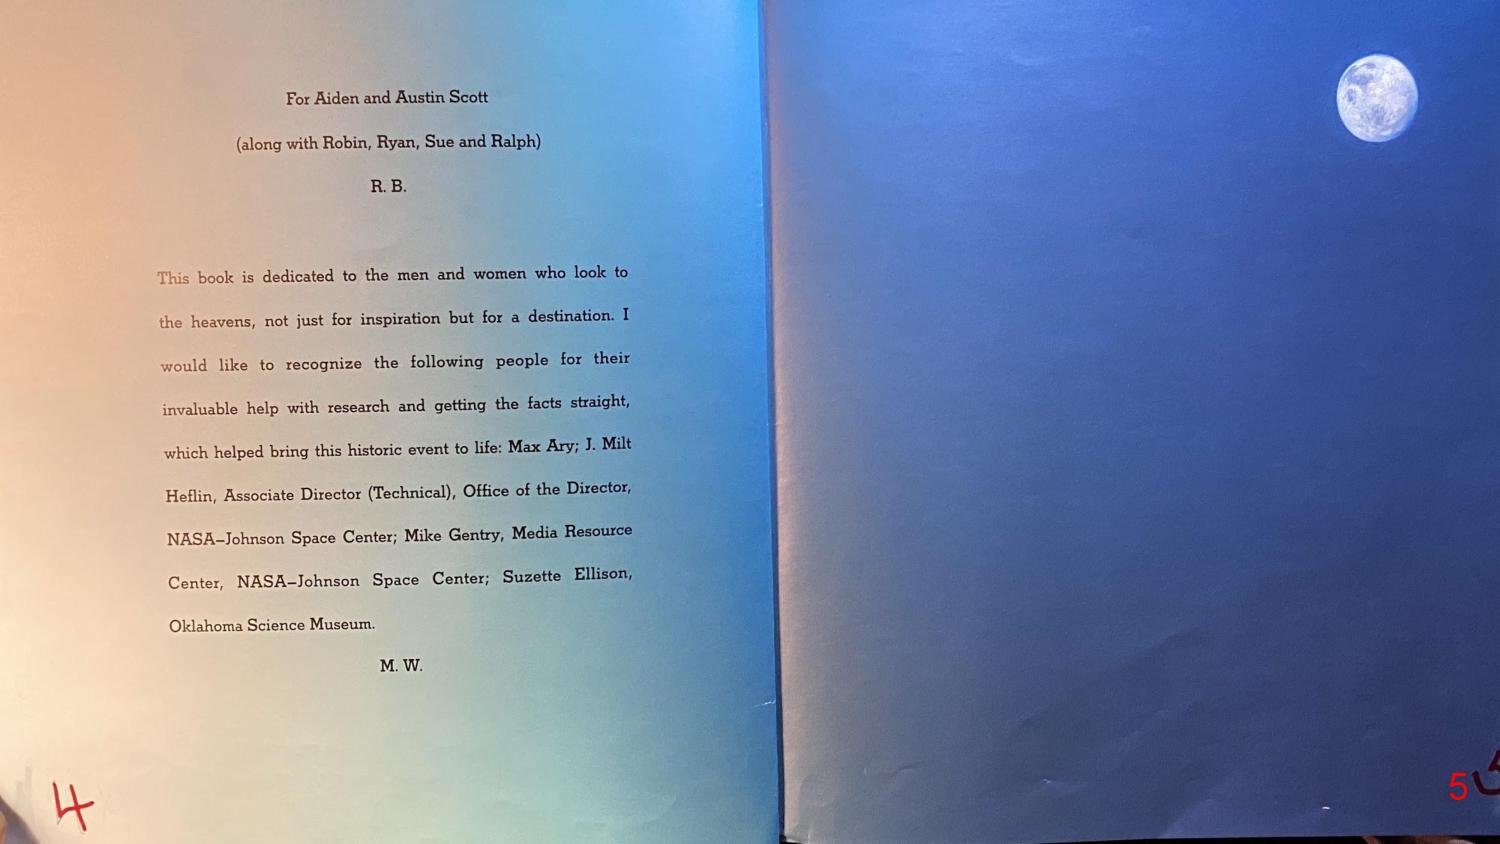 For Aiden and Austin Scott
(along with Robin, Ryan, Sue and Ralph)
R. B.
This book is dedicated to the men and women who look to
the heavens, not just for inspiration but for a destination. I
would like to recognize the following people for their
invaluable help with research and getting the facts straight,
which helped bring this historic event to life: Max Ary; J. Milt
Heflin, Associate Director (Technical), Office of the Director,
NASA–Johnson Space Center; Mike Gentry, Media Resource
Center, NASA–Johnson Space Center; Suzette Ellison,
Oklahoma Science Museum.
M. W.
4
5